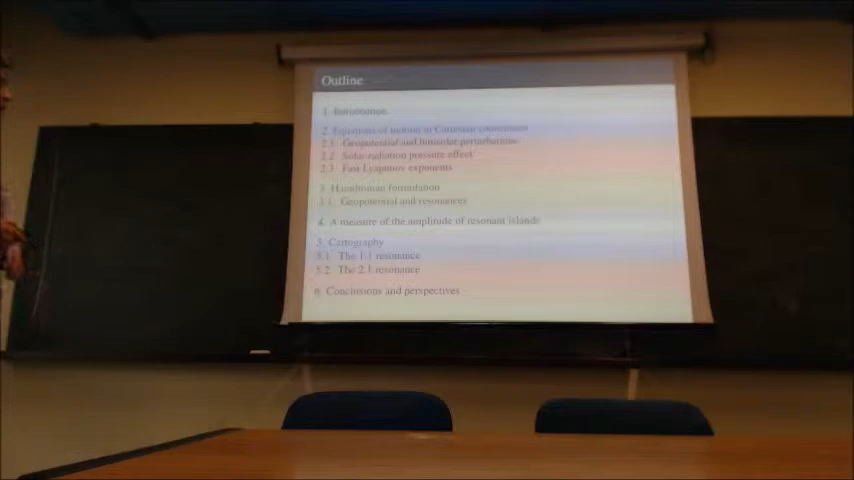 Outline
1. Introduction
2. Equations of motion in Cartesian coordinates
2.1. Geopotential and lunisolar perturbations
2.2. Solar radiation pressure effect
2.3. Fast Lyapunov exponents
3. Hamiltonian formulation
3.1. Geopotential and resonances
4. A measure of the amplitude of resonant islands
5. Cartography
5.1. The 1:1 resonance
5.2. The 2:1 resonance
6. Conclusions and perspectives